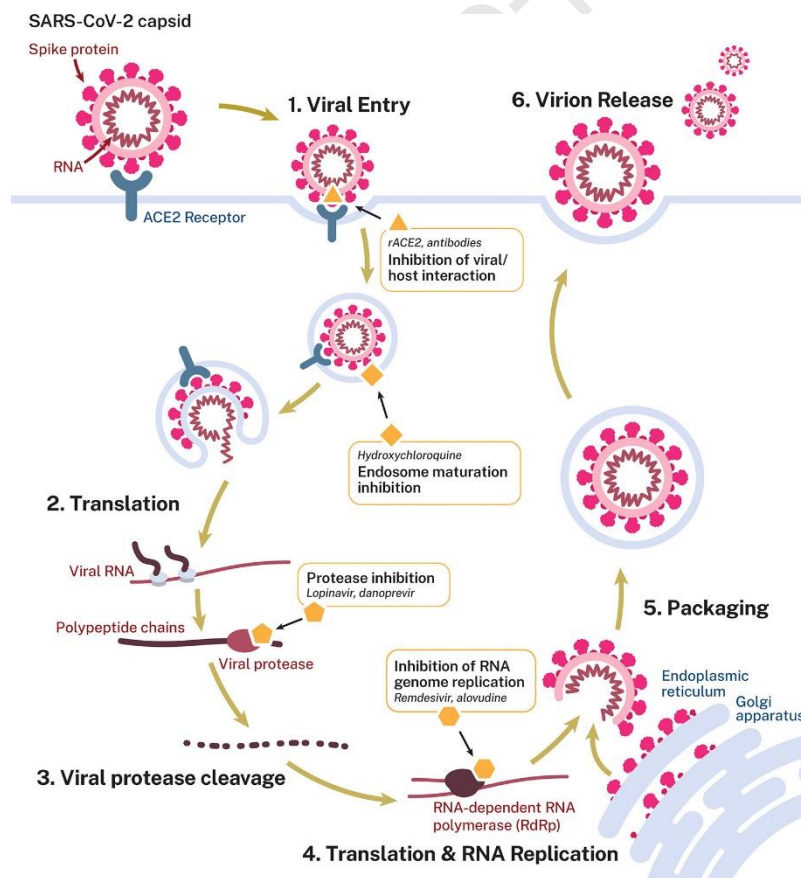 SARS-CoV-2 capsid
Spike protein
RNA
ACE2 Receptor
1. Viral Entry
rACE2, antibodies
Inhibition of viral/
host interaction
Hydroxychloroquine
Endosome maturation
inhibition
2. Translation
Viral RNA
Polypeptide chains
Viral protease
Protease inhibition
Lopinavir, danoprevir
3. Viral protease cleavage
Inhibition of RNA
genome replication
Remdesivir, alovudine
RNA-dependent RNA
polymerase (RdRp)
4. Translation & RNA Replication
5. Packaging
Endoplasmic
reticulum
Golgi
apparatus
6. Virion Release